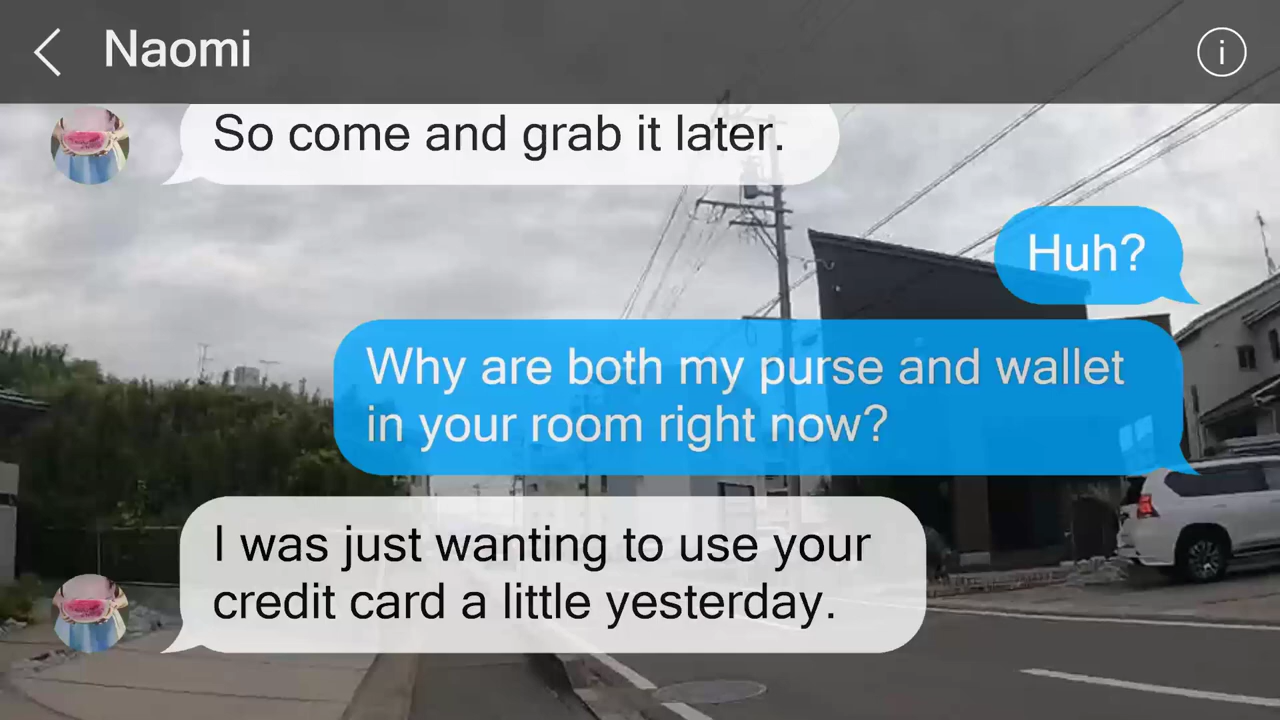 Naomi
i
So come and grab it later.
Huh?
Why are both my purse and wallet
in your room right now?
I was just wanting to use your
credit card a little yesterday.